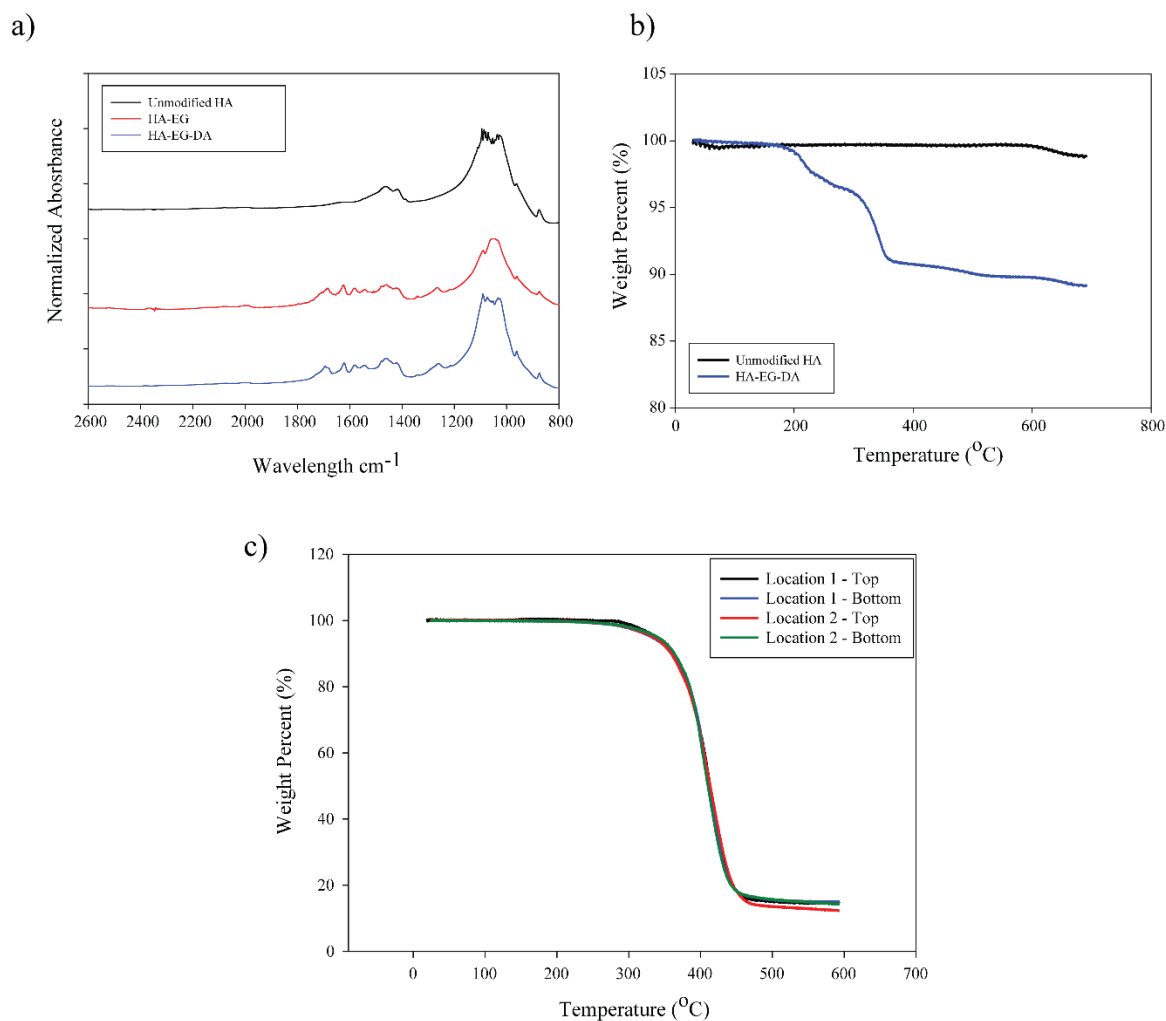 a)
Normalized Abosrbance
Unmodified HA
HA-EG
HA-EG-DA
2600 2400 2200 2000 1800 1600 1400 1200 1000 800
Wavelength cm-1
b)
Weight Percent (%)
105
100
95
90
85
80
Unmodified HA
HA-EG-DA
0 200 400 600 800
Temperature (OC)
c)
Weight Percent (%)
120
100
80
60
40
20
0
Location 1 - Top
Location 1 - Bottom
Location 2 - Top
Location 2 - Bottom
0 100 200 300 400 500 600 700
Temperature (OC)